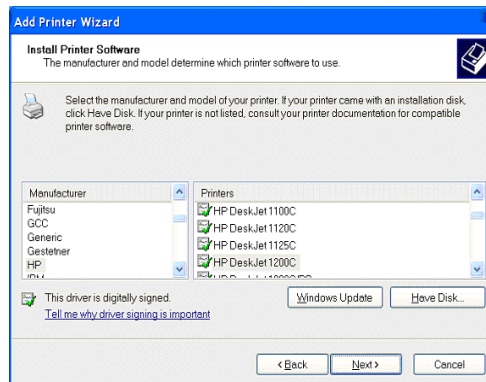 Add Printer Wizard
Install Printer Software
The manufacturer and model determine which printer software to use.
Select the manufacturer and model of your printer. If your printer came with an installation disk,
click Have Disk. If your printer is not listed, consult your printer documentation for compatible
printer software.
Manufacturer
Fujitsu
GCC
Generic
Gestetner
HP
Printers
HP DeskJet 1100C
HP DeskJet 1120C
HP DeskJet 1125C
HP DeskJet 1200C
This driver is digitally signed.
Tell me why driver signing is important
Windows Update
Have Disk...
< Back
Next >
Cancel